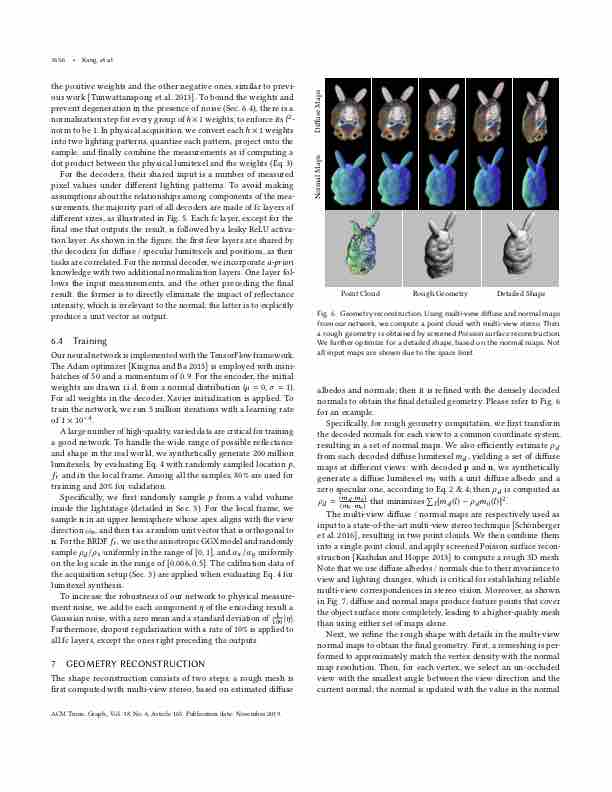 165:6 • Kang, et al.
the positive weights and the other negative ones, similar to previ-
ous work [Tunwattanapong et al. 2013]. To bound the weights and
prevent degeneration in the presence of noise (Sec. 6.4), there is a
normalization step for every group of h × 1 weights, to enforce its l²-
norm to be 1. In physical acquisition, we convert each h × 1 weights
into two lighting patterns, quantize each pattern, project onto the
sample, and finally combine the measurements as if computing a
dot product between the physical lumitexel and the weights (Eq. 3).
For the decoders, their shared input is a number of measured
pixel values under different lighting patterns. To avoid making
assumptions about the relationships among components of the mea-
surements, the majority part of all decoders are made of fc layers of
different sizes, as illustrated in Fig. 5. Each fc layer, except for the
final one that outputs the result, is followed by a leaky ReLU activa-
tion layer. As shown in the figure, the first few layers are shared by
the decoders for diffuse / specular lumitexels and positions, as their
tasks are correlated. For the normal decoder, we incorporate a-priori
knowledge with two additional normalization layers. One layer fol-
lows the input measurements, and the other preceding the final
result: the former is to directly eliminate the impact of reflectance
intensity, which is irrelevant to the normal; the latter is to explicitly
produce a unit vector as output.
6.4 Training
Our neural network is implemented with the TensorFlow framework.
The Adam optimizer [Kingma and Ba 2015] is employed with mini-
batches of 50 and a momentum of 0.9. For the encoder, the initial
weights are drawn i.i.d. from a normal distribution (μ = 0, σ = 1).
For all weights in the decoder, Xavier initialization is applied. To
train the network, we run 3 million iterations with a learning rate
of 1 × 10⁻⁴.
A large number of high-quality, varied data are critical for training
a good network. To handle the wide range of possible reflectance
and shape in the real world, we synthetically generate 200 million
lumitexels, by evaluating Eq. 4 with randomly sampled location p,
fr and in the local frame. Among all the samples, 80% are used for
training and 20% for validation.
Specifically, we first randomly sample p from a valid volume
inside the lightstage (detailed in Sec. 3). For the local frame, we
sample n in an upper hemisphere whose apex aligns with the view
direction ωo, and then t as a random unit vector that is orthogonal to
n. For the BRDF fr, we use the anisotropic GGX model and randomly
sample ρd/ρs uniformly in the range of [0, 1], and αx/αy uniformly
on the log scale in the range of [0.006, 0.5]. The calibration data of
the acquisition setup (Sec. 3) are applied when evaluating Eq. 4 for
lumitexel synthesis.
To increase the robustness of our network to physical measure-
ment noise, we add to each component η of the encoding result a
Gaussian noise, with a zero mean and a standard deviation of 1/100 |η|.
Furthermore, dropout regularization with a rate of 10% is applied to
all fc layers, except the ones right preceding the outputs.
7 GEOMETRY RECONSTRUCTION
The shape reconstruction consists of two steps: a rough mesh is
first computed with multi-view stereo, based on estimated diffuse
Diffuse Maps
Normal Maps
Point Cloud Rough Geometry Detailed Shape
Fig. 6. Geometry reconstruction. Using multi-view diffuse and normal maps
from our network, we compute a point cloud with multi-view stereo. Then
a rough geometry is obtained by screened Poisson surface reconstruction.
We further optimize for a detailed shape, based on the normal maps. Not
all input maps are shown due to the space limit.
albedos and normals; then it is refined with the densely decoded
normals to obtain the final detailed geometry. Please refer to Fig. 6
for an example.
Specifically, for rough geometry computation, we first transform
the decoded normals for each view to a common coordinate system,
resulting in a set of normal maps. We also efficiently estimate ρd
from each decoded diffuse lumitexel md, yielding a set of diffuse
maps at different views: with decoded p and n, we synthetically
generate a diffuse lumitexel m0 with a unit diffuse albedo and a
zero specular one, according to Eq. 2 & 4; then ρd is computed as
ρd = (md·m0)/(m0·m0) that minimizes ∑l[md(l) − ρdm0(l)]².
The multi-view diffuse / normal maps are respectively used as
input to a state-of-the-art multi-view stereo technique [Schönberger
et al. 2016], resulting in two point clouds. We then combine them
into a single point cloud, and apply screened Poisson surface recon-
struction [Kazhdan and Hoppe 2013] to compute a rough 3D mesh.
Note that we use diffuse albedos / normals due to their invariance to
view and lighting changes, which is critical for establishing reliable
multi-view correspondences in stereo vision. Moreover, as shown
in Fig. 7, diffuse and normal maps produce feature points that cover
the object surface more completely, leading to a higher-quality mesh
than using either set of maps alone.
Next, we refine the rough shape with details in the multi-view
normal maps to obtain the final geometry. First, a remeshing is per-
formed to approximately match the vertex density with the normal
map resolution. Then, for each vertex, we select an un-occluded
view with the smallest angle between the view direction and the
current normal; the normal is updated with the value in the normal
ACM Trans. Graph., Vol. 38, No. 6, Article 165. Publication date: November 2019.